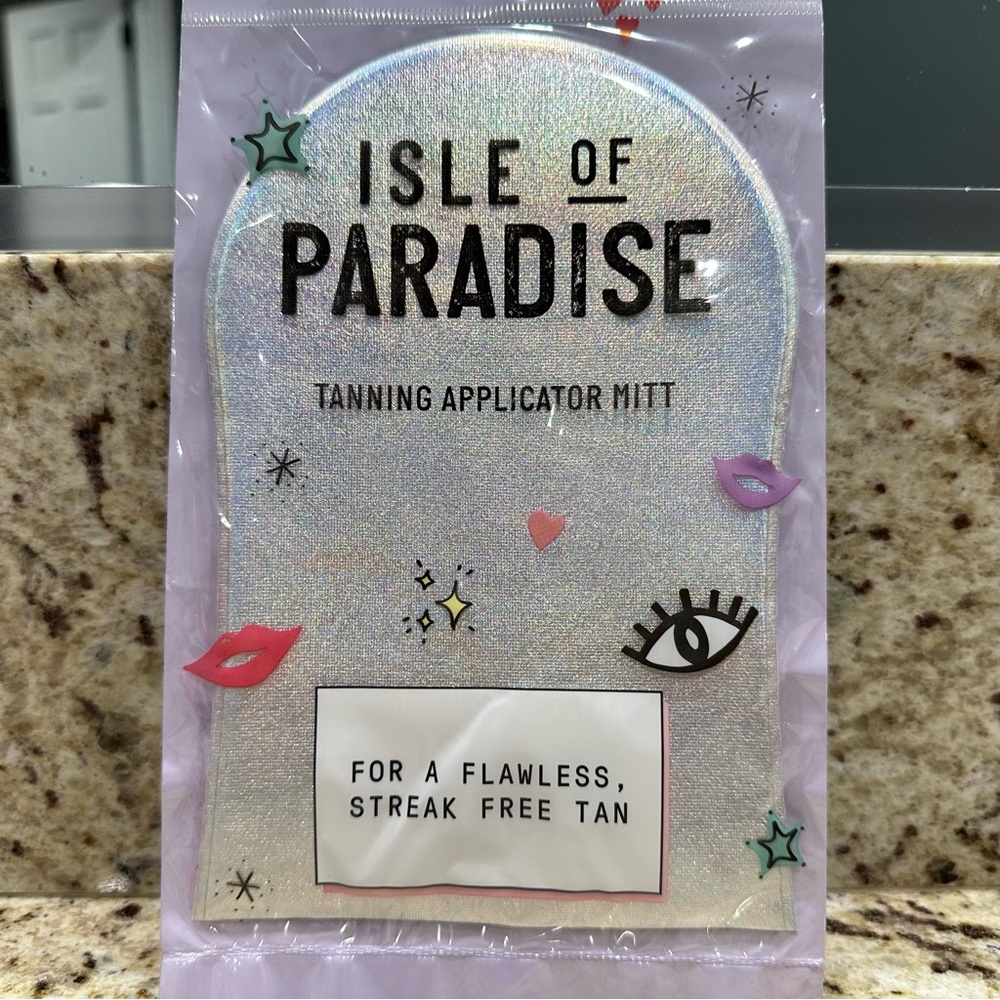 ISLE OF
PARADISE
TANNING APPLICATOR MITT
FOR A FLAWLESS,
STREAK FREE TAN